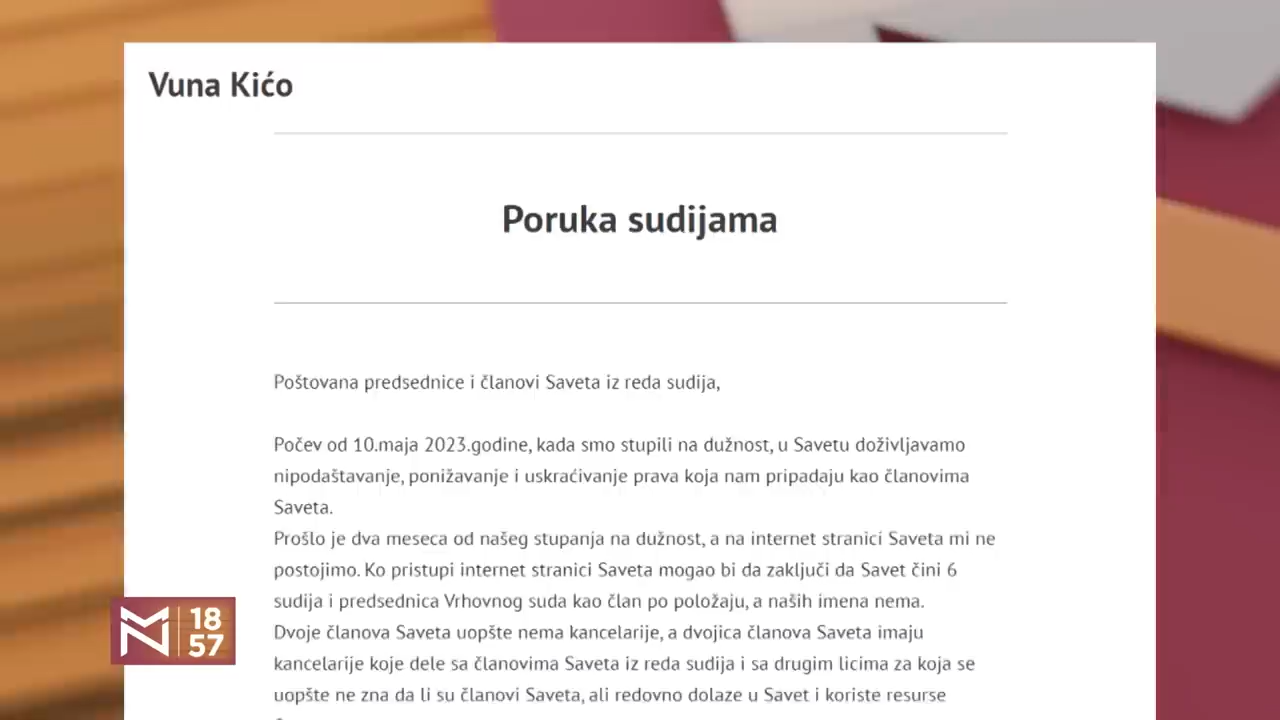 Vuna Kićo
Poruka sudijama
Poštovana predsednice i članovi Saveta iz reda sudija,
Počev od 10.maja 2023.godine, kada smo stupili na dužnost, u Savetu doživljavamo
nipodaštavanje, ponižavanje i uskraćivanje prava koja nam pripadaju kao članovima
Saveta.
Prošlo je dva meseca od našeg stupanja na dužnost, a na internet stranici Saveta mi ne
postojimo. Ko pristupi internet stranici Saveta mogao bi da zaključi da Savet čini 6
sudija i predsednica Vrhovnog suda kao član po položaju, a naših imena nema.
Dvoje članova Saveta uopšte nema kancelarije, a dvojica članova Saveta imaju
kancelarije koje dele sa članovima Saveta iz reda sudija i sa drugim licima za koja se
uopšte ne zna da li su članovi Saveta, ali redovno dolaze u Savet i koriste resurse
18
57